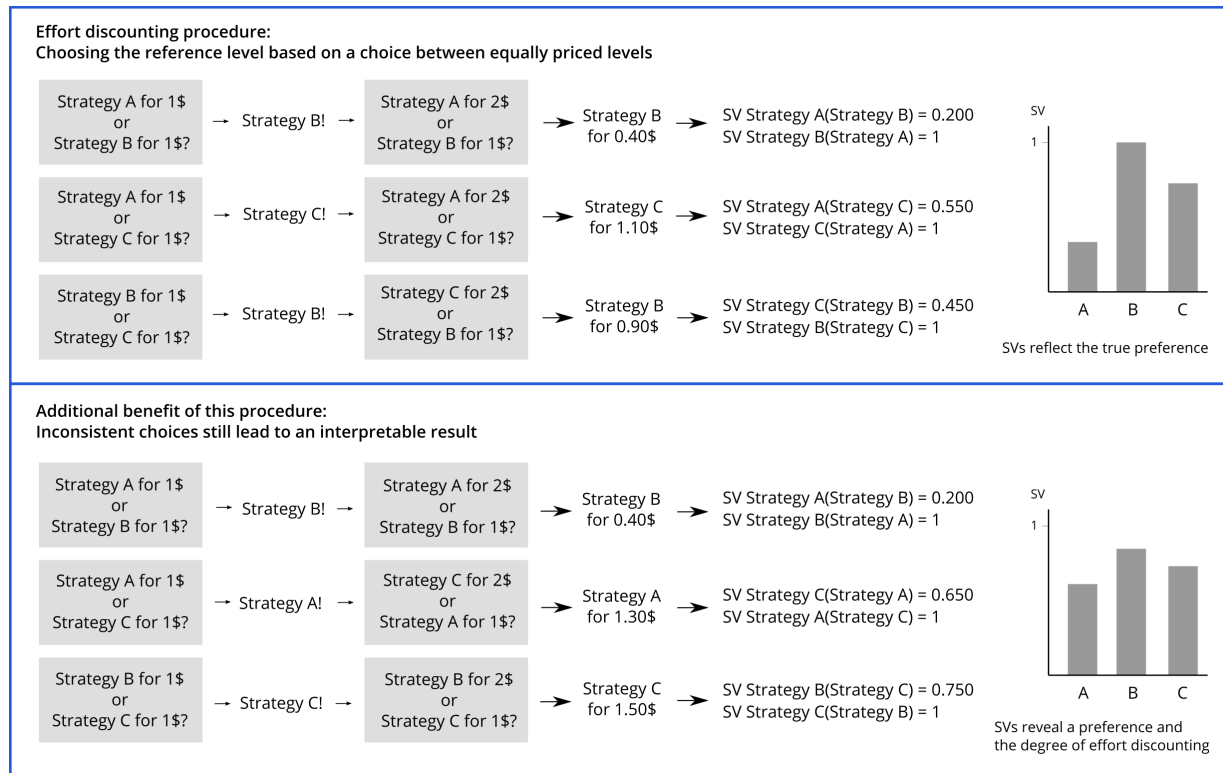 Effort discounting procedure:
Choosing the reference level based on a choice between equally priced levels
Strategy A for 1$
or
Strategy B for 1$?
→ Strategy B! →
Strategy A for 2$
or
Strategy B for 1$?
Strategy B
for 0.40$
SV Strategy A(Strategy B) = 0.200
SV Strategy B(Strategy A) = 1
Strategy A for 1$
or
Strategy C for 1$?
→ Strategy C! →
Strategy A for 2$
or
Strategy C for 1$?
Strategy C
for 1.10$
SV Strategy A(Strategy C) = 0.550
SV Strategy C(Strategy A) = 1
Strategy B for 1$
or
Strategy C for 1$?
→ Strategy B! →
Strategy C for 2$
or
Strategy B for 1$?
Strategy B
for 0.90$
SV Strategy C(Strategy B) = 0.450
SV Strategy B(Strategy C) = 1
SV
1
A B C
SVs reflect the true preference
Additional benefit of this procedure:
Inconsistent choices still lead to an interpretable result
Strategy A for 1$
or
Strategy B for 1$?
→ Strategy B! →
Strategy A for 2$
or
Strategy B for 1$?
Strategy B
for 0.40$
SV Strategy A(Strategy B) = 0.200
SV Strategy B(Strategy A) = 1
Strategy A for 1$
or
Strategy C for 1$?
→ Strategy A! →
Strategy C for 2$
or
Strategy A for 1$?
Strategy A
for 1.30$
SV Strategy C(Strategy A) = 0.650
SV Strategy A(Strategy C) = 1
Strategy B for 1$
or
Strategy C for 1$?
→ Strategy C! →
Strategy B for 2$
or
Strategy C for 1$?
Strategy C
for 1.50$
SV Strategy B(Strategy C) = 0.750
SV Strategy C(Strategy B) = 1
SV
1
A B C
SVs reveal a preference and
the degree of effort discounting